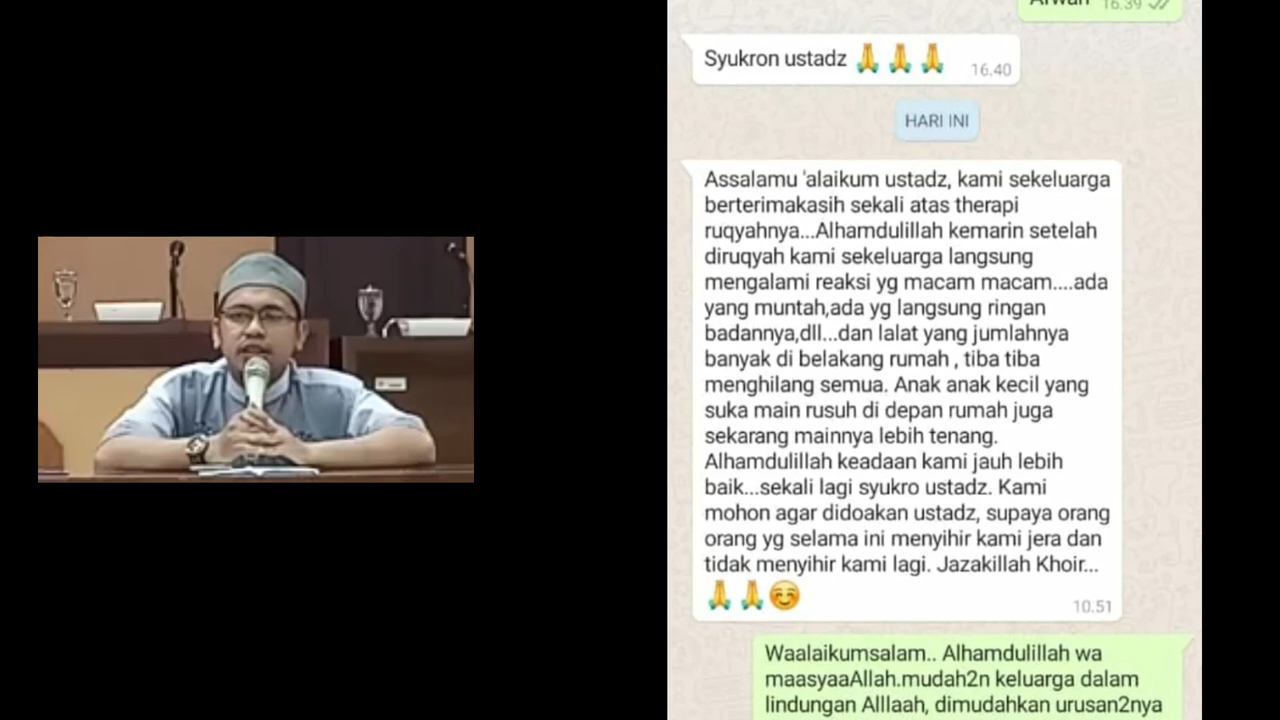 Arwan 16.39
Syukron ustadz 🙏🙏🙏 16.40
HARI INI
Assalamu 'alaikum ustadz, kami sekeluarga
berterimakasih sekali atas therapi
ruqyahnya...Alhamdulillah kemarin setelah
diruqyah kami sekeluarga langsung
mengalami reaksi yg macam macam....ada
yang muntah,ada yg langsung ringan
badannya,dll...dan lalat yang jumlahnya
banyak di belakang rumah , tiba tiba
menghilang semua. Anak anak kecil yang
suka main rusuh di depan rumah juga
sekarang mainnya lebih tenang.
Alhamdulillah keadaan kami jauh lebih
baik...sekali lagi syukro ustadz. Kami
mohon agar didoakan ustadz, supaya orang
orang yg selama ini menyihir kami jera dan
tidak menyihir kami lagi. Jazakillah Khoir...
🙏🙏☺️ 10.51
Waalaikumsalam.. Alhamdulillah wa
maasyaaAllah.mudah2n keluarga dalam
lindungan Alllaah, dimudahkan urusan2nya